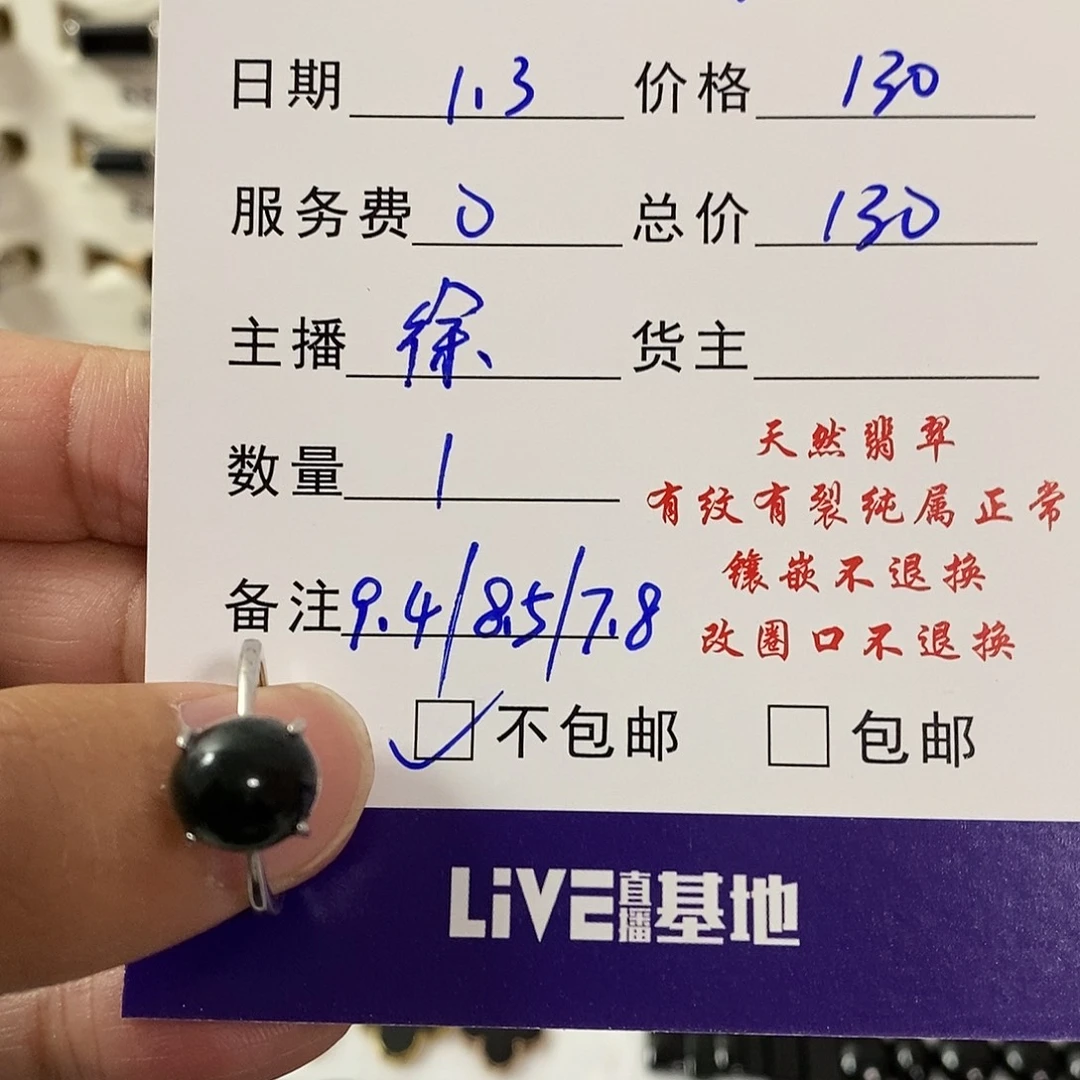 日期 1.3 价格 130
服务费 0 总价 130
主播 徐 货主
数量 1
天然翡翠
有纹有裂纯属正常
备注 9.4/8.5/7.8
镶嵌不退换
改圈口不退换
不包邮 包邮
LiVE直播基地